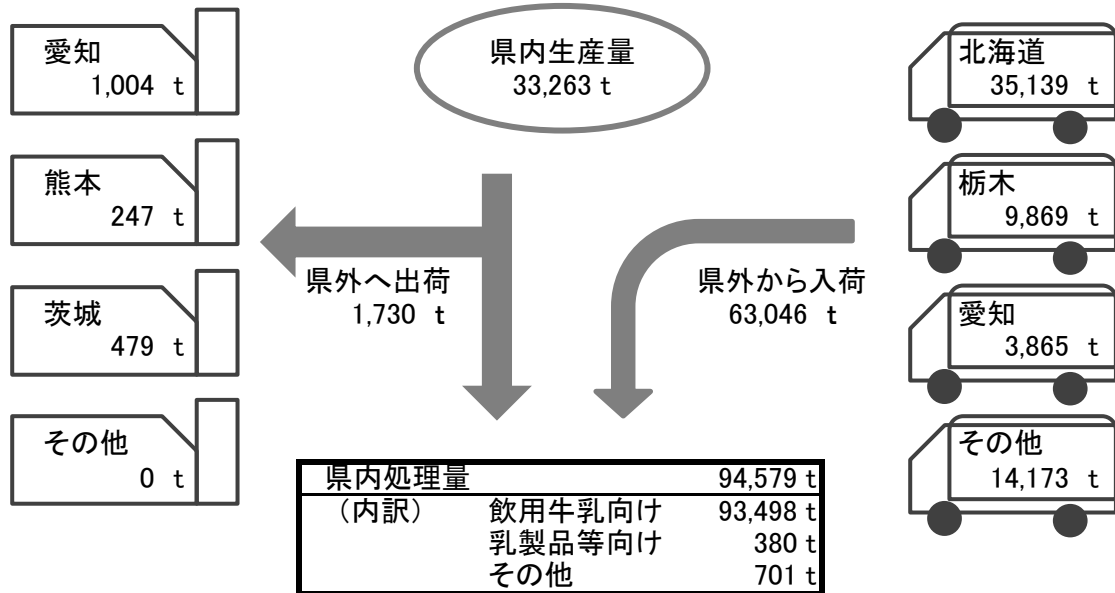 愛知
1,004 t
熊本
247 t
茨城
479 t
その他
0 t
県内生産量
33,263 t
県外へ出荷
1,730 t
県外から入荷
63,046 t
北海道
35,139 t
栃木
9,869 t
愛知
3,865 t
その他
14,173 t
県内処理量 94,579 t
（内訳） 飲用牛乳向け 93,498 t
乳製品等向け 380 t
その他 701 t